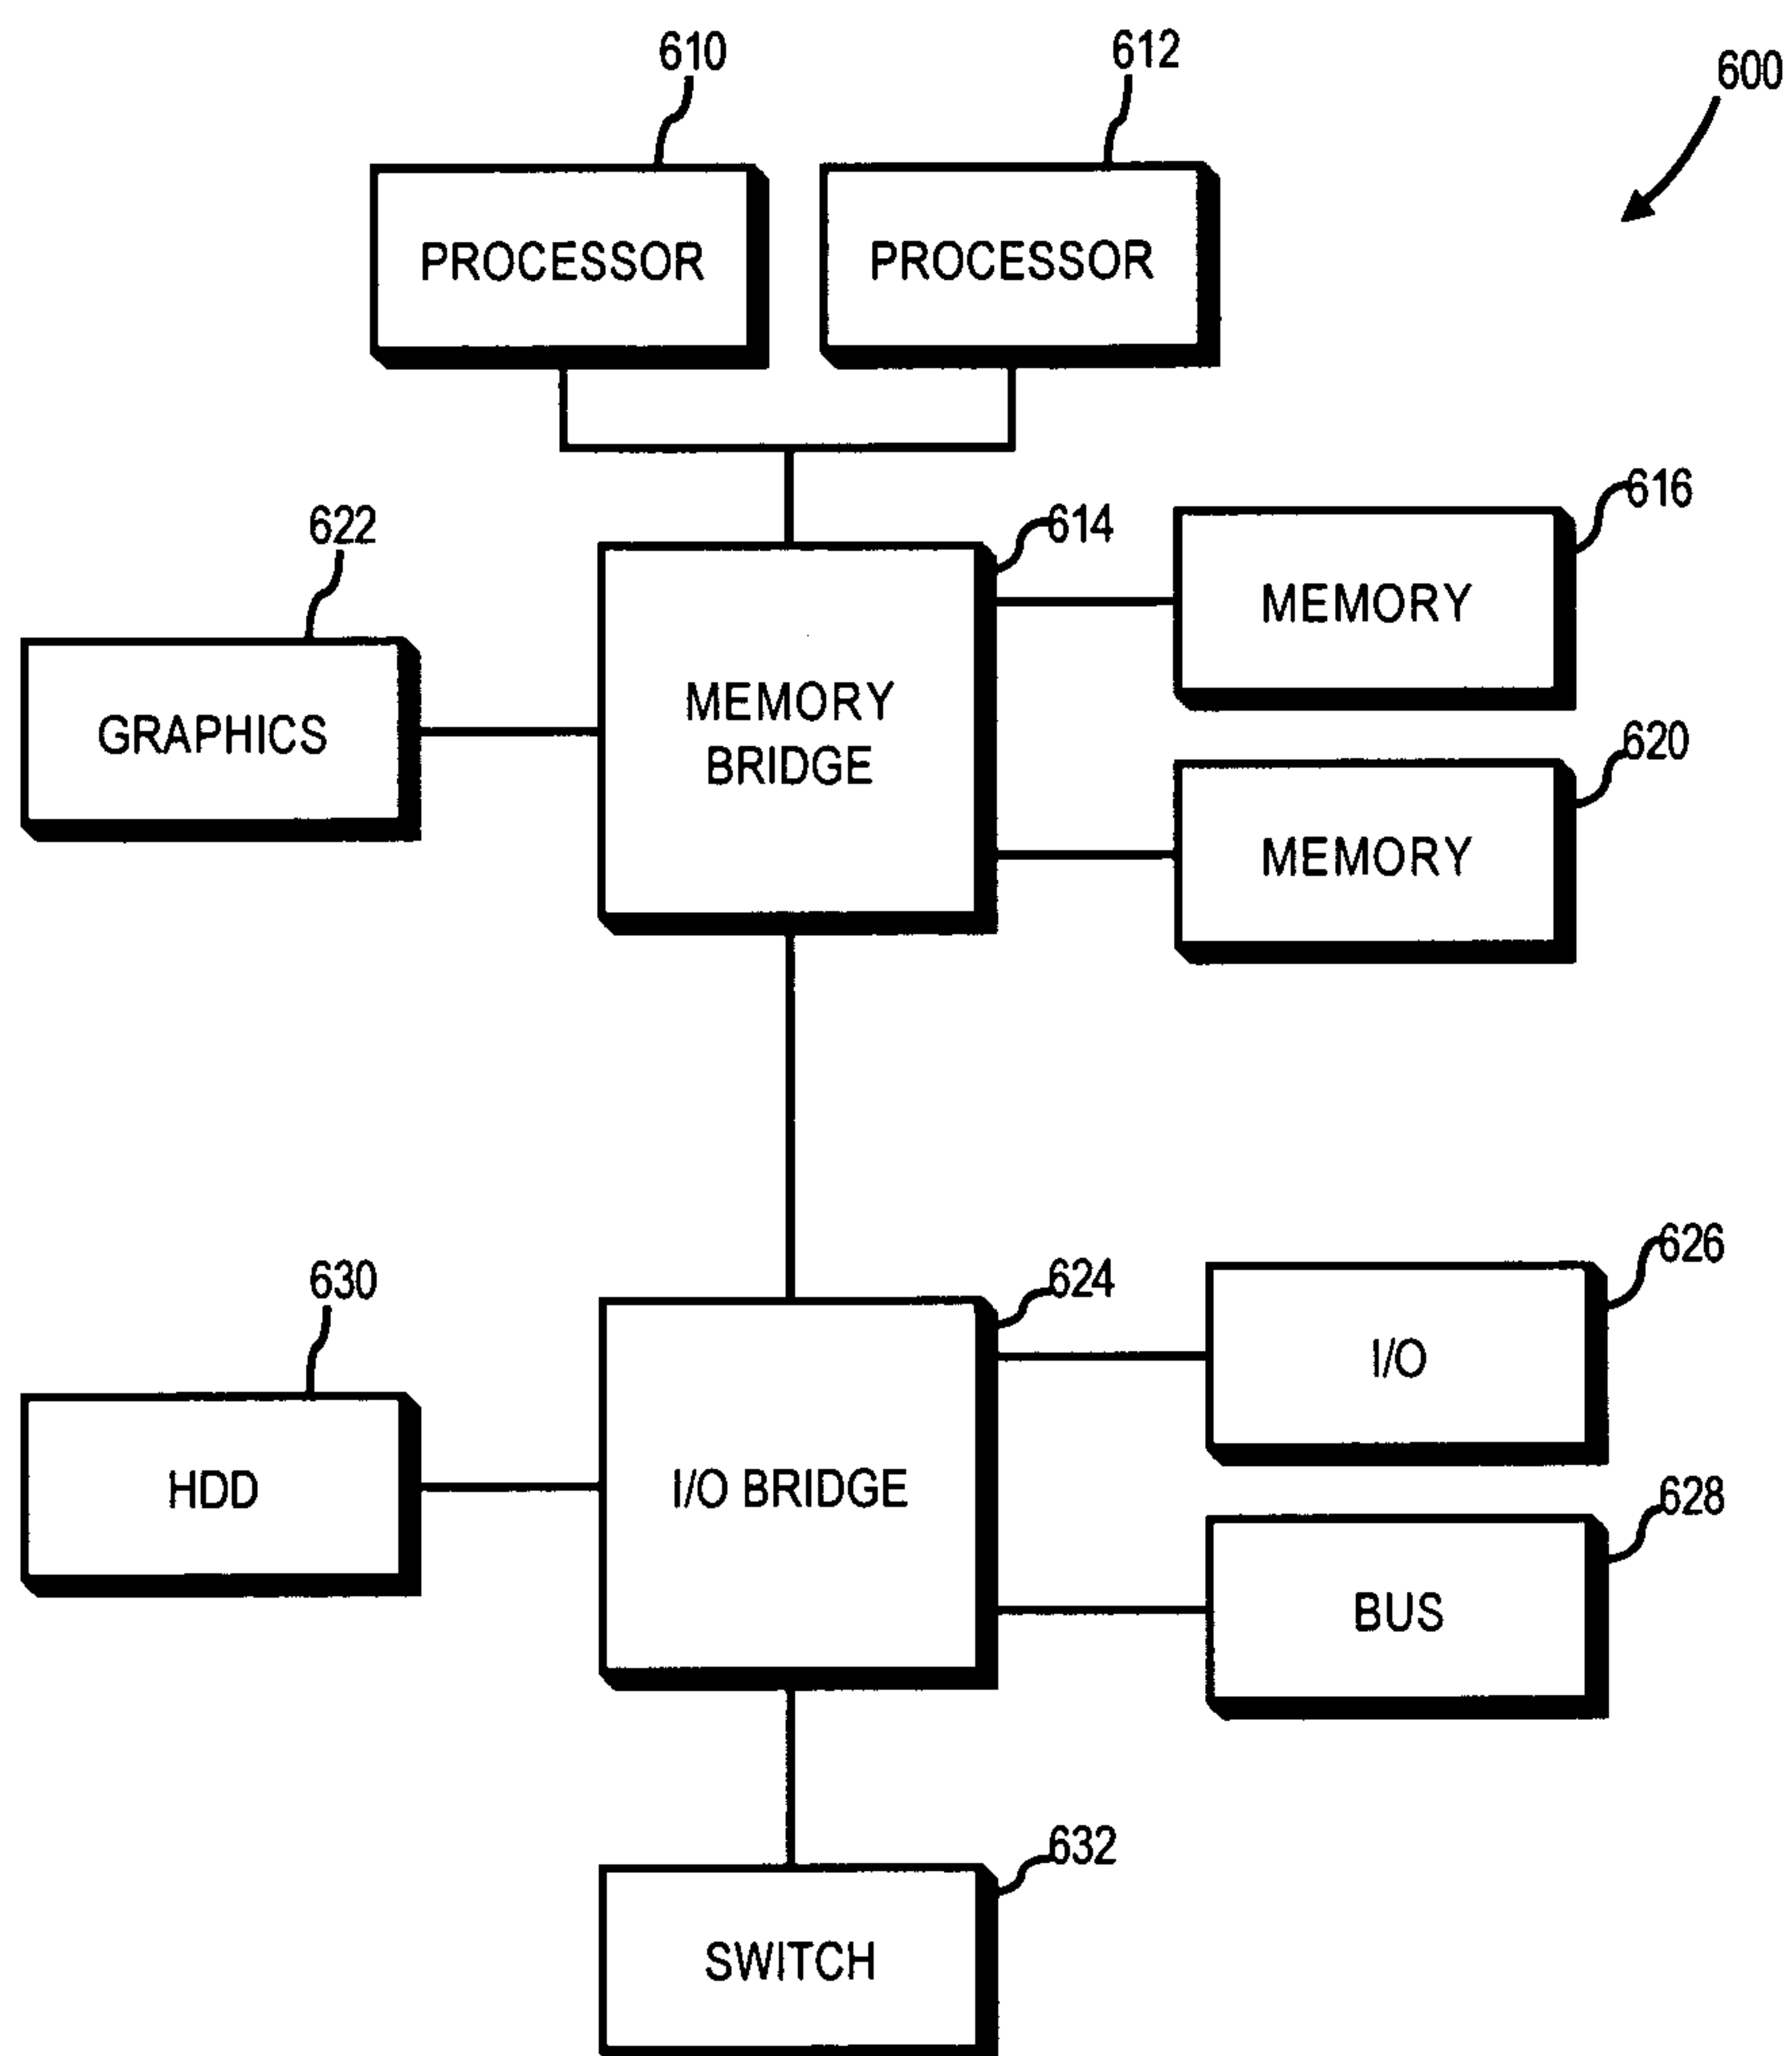 610
612
600
PROCESSOR
PROCESSOR
616
614
622
MEMORY
MEMORY
BRIDGE
GRAPHICS
620
MEMORY
626
624
630
I/O
HDD
I/O BRIDGE
628
BUS
632
SWITCH